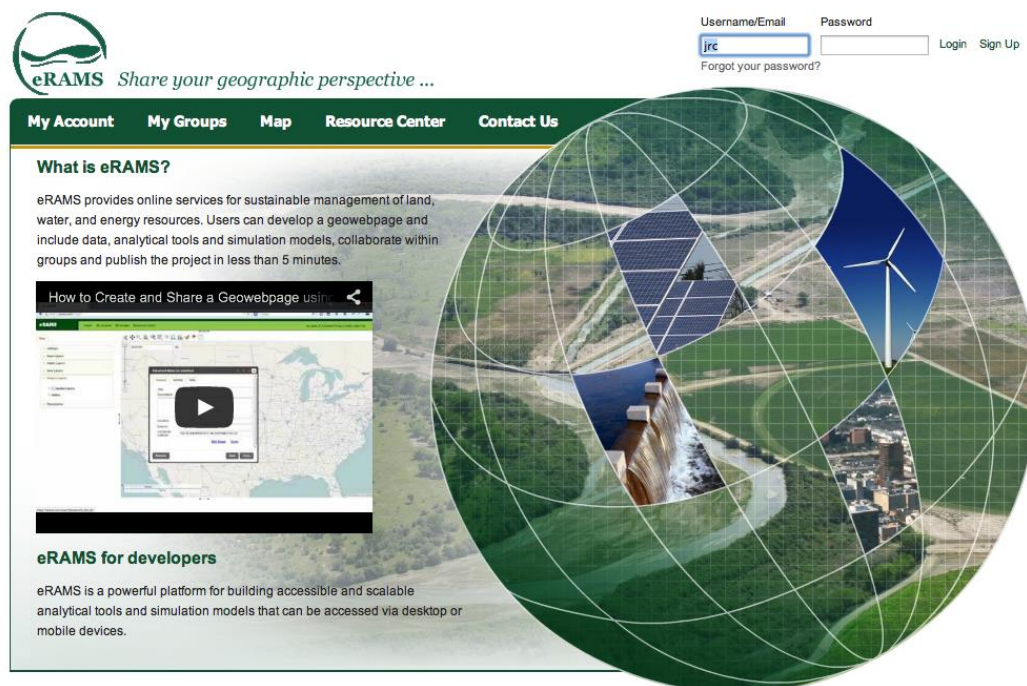 Username/Email Password
jrc
Login Sign Up
Forgot your password?
eRAMS Share your geographic perspective ...
My Account My Groups Map Resource Center Contact Us
What is eRAMS?
eRAMS provides online services for sustainable management of land,
water, and energy resources. Users can develop a geowebpage and
include data, analytical tools and simulation models, collaborate within
groups and publish the project in less than 5 minutes.
How to Create and Share a Geowebpage using
eRAMS
eRAMS for developers
eRAMS is a powerful platform for building accessible and scalable
analytical tools and simulation models that can be accessed via desktop or
mobile devices.